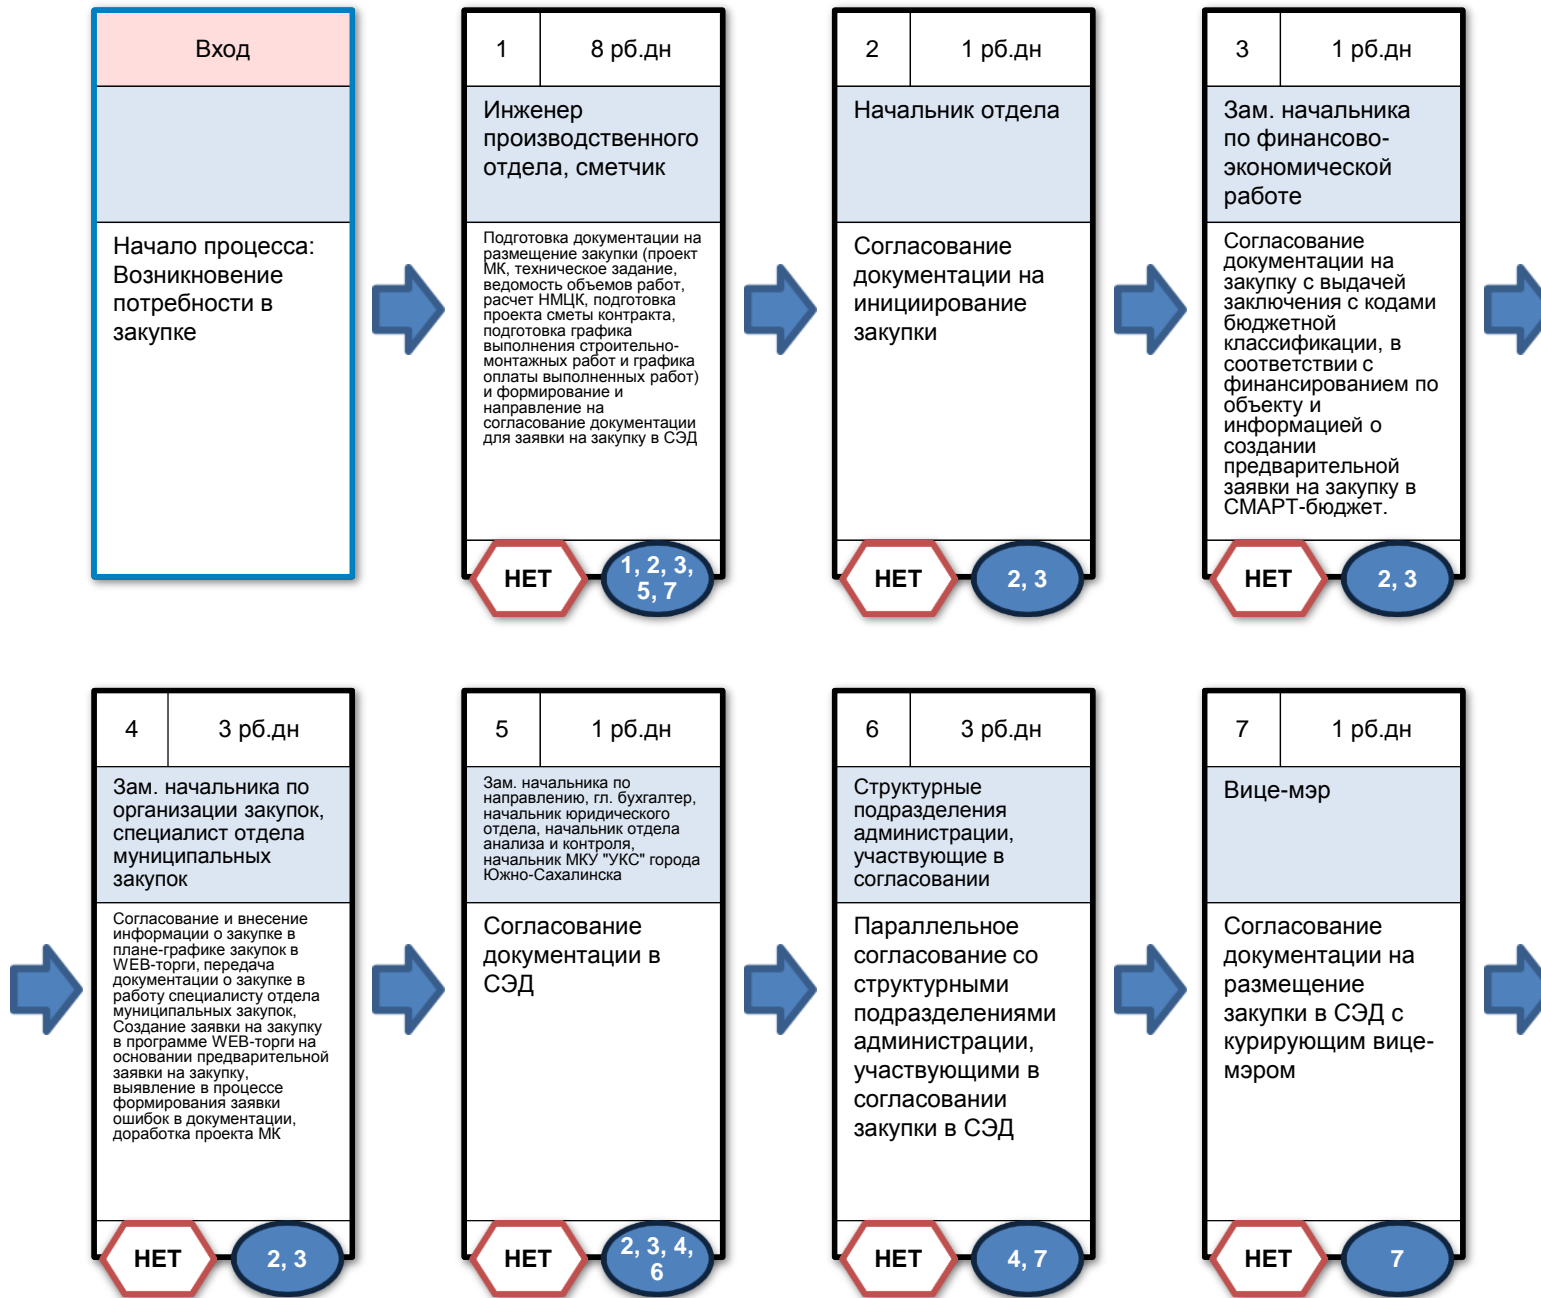 Вход
Начало процесса:
Возникновение
потребности в
закупке
1
8 рб.дн
Инженер
производственного
отдела, сметчик
Подготовка документации на
размещение закупки (проект
МК, техническое задание,
ведомость объемов работ,
расчет НМЦК, подготовка
проекта сметы контракта,
подготовка графика
выполнения строительно-
монтажных работ и графика
оплаты выполненных работ)
и формирование и
направление на
согласование документации
для заявки на закупку в СЭД
НЕТ
1, 2, 3,
5, 7
2
1 рб.дн
Начальник отдела
Согласование
документации на
инициирование
закупки
НЕТ
2, 3
3
1 рб.дн
Зам. начальника
по финансово-
экономической
работе
Согласование
документации на
закупку с выдачей
заключения с кодами
бюджетной
классификации, в
соответствии с
финансированием по
объекту и
информацией о
создании
предварительной
заявки на закупку в
СМАРТ-бюджет.
НЕТ
2, 3
4
3 рб.дн
Зам. начальника по
организации закупок,
специалист отдела
муниципальных
закупок
Согласование и внесение
информации о закупке в
плане-графике закупок в
WEB-торги, передача
документации о закупке в
работу специалисту отдела
муниципальных закупок,
Создание заявки на закупку
в программе WEB-торги на
основании предварительной
заявки на закупку,
выявление в процессе
формирования заявки
ошибок в документации,
доработка проекта МК
НЕТ
2, 3
5
1 рб.дн
Зам. начальника по
направлению, гл. бухгалтер,
начальник юридического
отдела, начальник отдела
анализа и контроля,
начальник МКУ "УКС" города
Южно-Сахалинска
Согласование
документации в
СЭД
НЕТ
2, 3, 4,
6
6
3 рб.дн
Структурные
подразделения
администрации,
участвующие в
согласовании
Параллельное
согласование со
структурными
подразделениями
администрации,
участвующими в
согласовании
закупки в СЭД
НЕТ
4, 7
7
1 рб.дн
Вице-мэр
Согласование
документации на
размещение
закупки в СЭД с
курирующим вице-
мэром
НЕТ
7